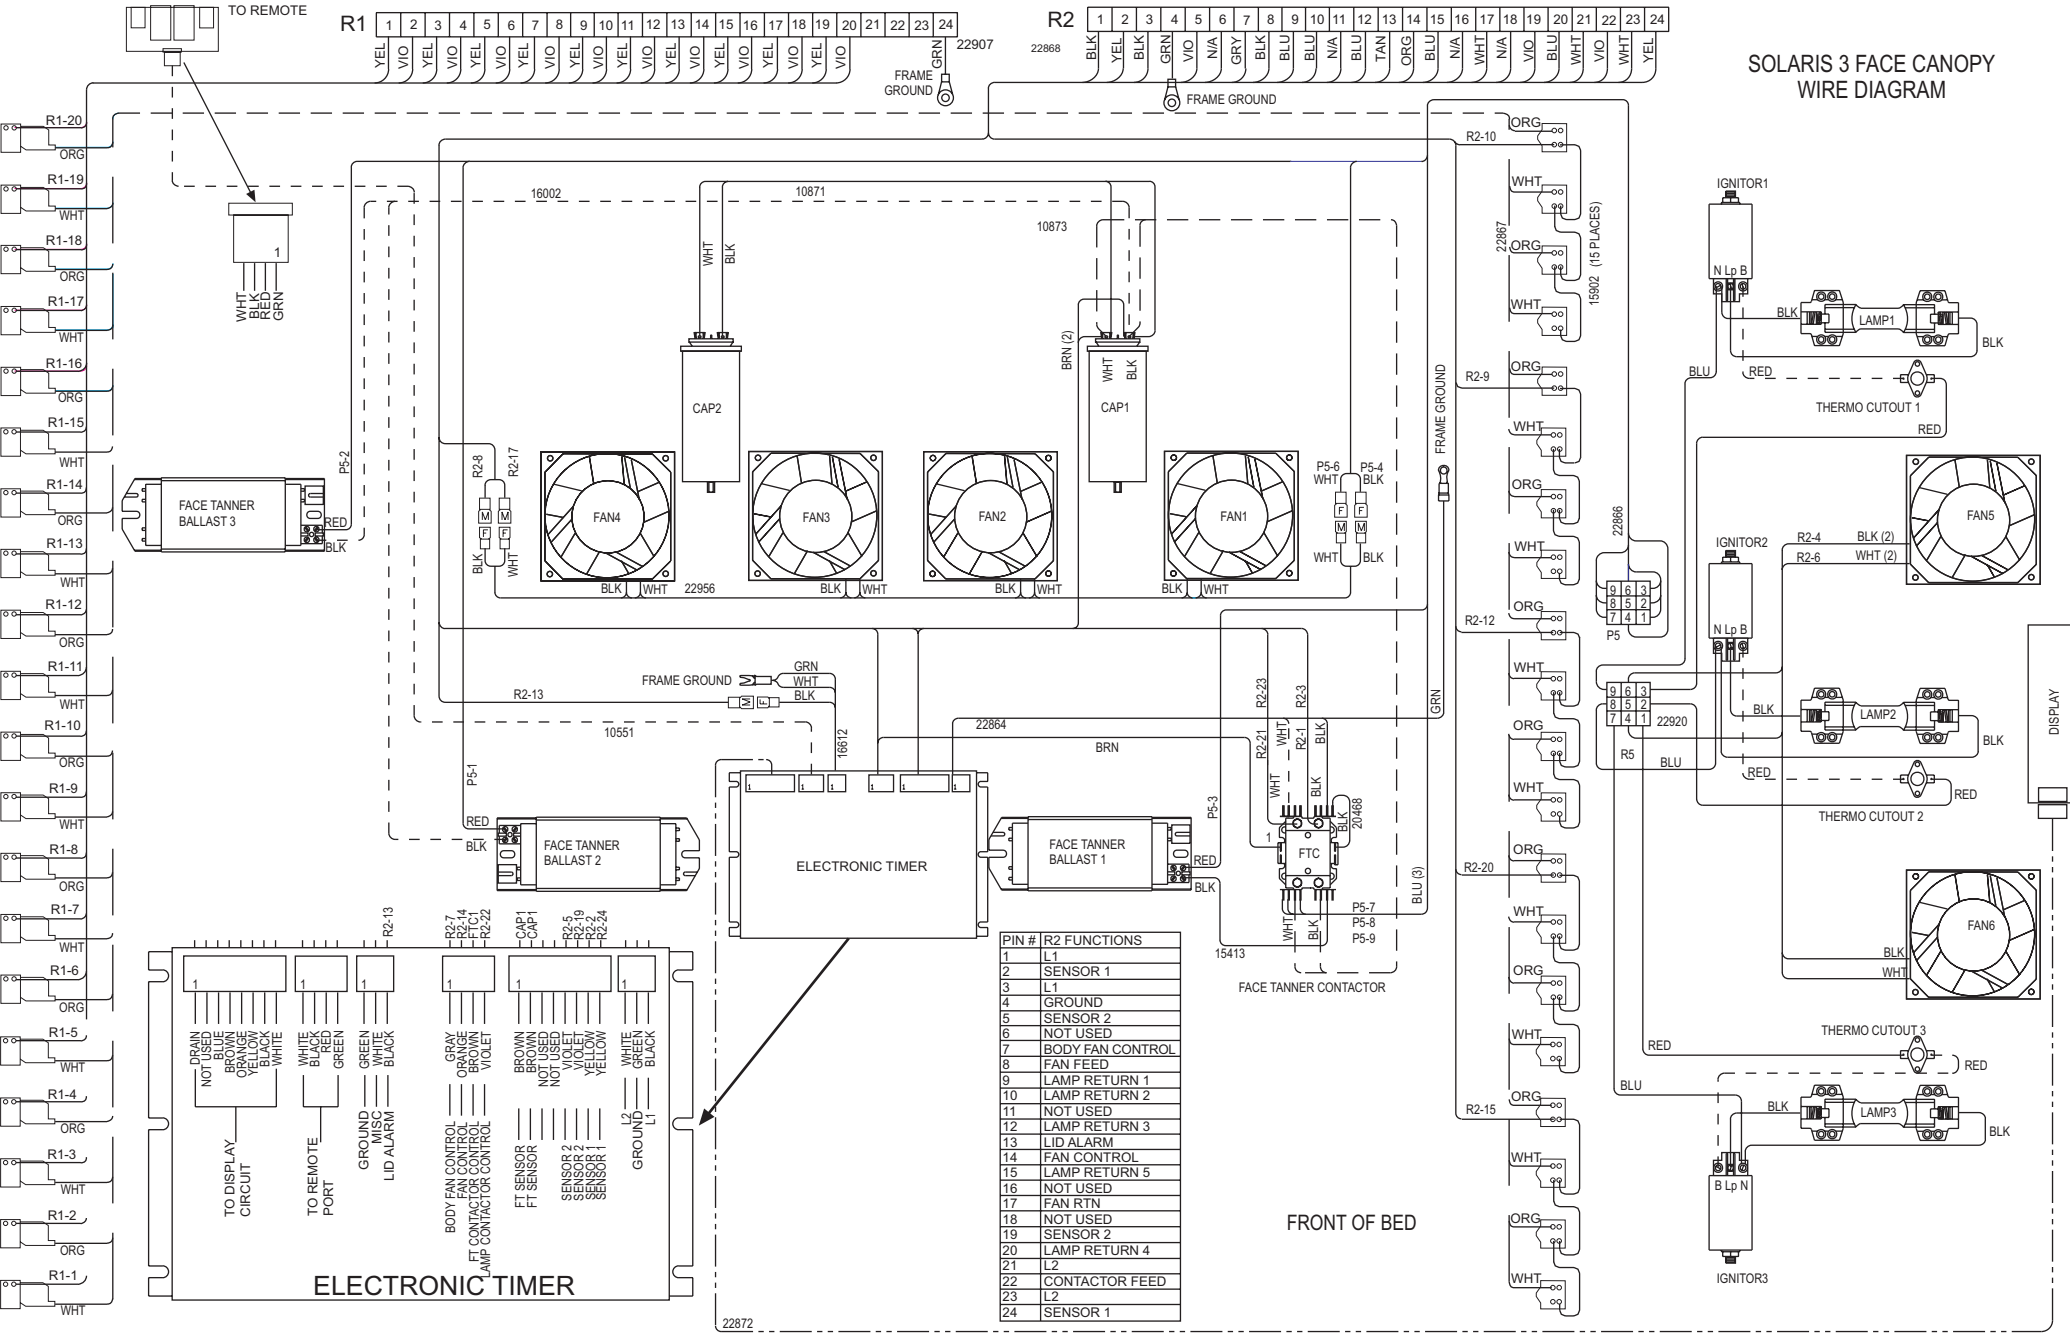 TO REMOTE
R1 1 2 3 4 5 6 7 8 9 10 11 12 13 14 15 16 17 18 19 20 21 22 23 24
YEL VIO YEL VIO YEL VIO YEL VIO YEL VIO YEL VIO YEL VIO YEL VIO YEL VIO YEL VIO GRN
22907
FRAME
GROUND
R2 1 2 3 4 5 6 7 8 9 10 11 12 13 14 15 16 17 18 19 20 21 22 23 24
22868
BLK YEL BLK GRN VIO N/A GRY BLK BLU BLU N/A BLU TAN ORG BLU N/A WHT N/A VIO BLU WHT VIO WHT YEL
FRAME GROUND
SOLARIS 3 FACE CANOPY
WIRE DIAGRAM
R1-20
ORG
R1-19
WHT
R1-18
ORG
R1-17
WHT
R1-16
ORG
R1-15
WHT
R1-14
ORG
R1-13
WHT
R1-12
ORG
R1-11
WHT
R1-10
ORG
R1-9
WHT
R1-8
ORG
R1-7
WHT
R1-6
ORG
R1-5
WHT
R1-4
ORG
R1-3
WHT
R1-2
ORG
R1-1
WHT
1
WHT
BLK
RED
GRN
16002
10871
10873
WHT
BLK
BRN (2)
WHT
BLK
CAP2
CAP1
P5-2
FACE TANNER
BALLAST 3
RED
BLK
R2-8
R2-17
M M
F F
BLK
WHT
FAN4
FAN3
FAN2
FAN1
BLK WHT
22956
BLK WHT
BLK WHT
BLK WHT
P5-6
WHT
P5-4
BLK
F F
M M
WHT
BLK
FRAME GROUND
FRAME GROUND
GRN
WHT
BLK
M F
R2-13
10551
16612
22864
BRN
GRN
R2-23
R2-3
R2-21
WHT
R2-1
BLK
WHT
BLK
BLK
20468
1
FTC
P5-1
P5-3
RED
BLK
FACE TANNER
BALLAST 2
1 1 1 1 1 1
ELECTRONIC TIMER
FACE TANNER
BALLAST 1
RED
BLK
WHT
BLK
P5-7
P5-8
P5-9
BLU (3)
15413
FACE TANNER CONTACTOR
R2-10
R2-9
R2-12
R2-20
R2-15
22867
15902 (15 PLACES)
ORG
WHT
ORG
WHT
ORG
WHT
ORG
WHT
ORG
WHT
ORG
WHT
ORG
WHT
ORG
WHT
ORG
WHT
ORG
WHT
22866
9 6 3
8 5 2
7 4 1
P5
9 6 3
8 5 2
7 4 1
22920
R5
IGNITOR1
N Lp B
BLK
LAMP1
BLK
BLU
RED
THERMO CUTOUT 1
RED
FAN5
R2-4
BLK (2)
R2-6
WHT (2)
IGNITOR2
N Lp B
BLK
LAMP2
BLK
BLU
RED
RED
THERMO CUTOUT 2
DISPLAY
FAN6
BLK
WHT
THERMO CUTOUT 3
RED
RED
BLU
BLK
LAMP3
BLK
B Lp N
IGNITOR3
R2-13
R2-7
R2-14
FTC1
R2-22
CAP1
CAP1
R2-5
R2-19
R2-2
R2-24
1 1 1 1 1 1
DRAIN
NOT USED
BLUE
BROWN
ORANGE
YELLOW
BLACK
WHITE
TO DISPLAY
CIRCUIT
WHITE
BLACK
RED
GREEN
TO REMOTE
PORT
GREEN
WHITE
BLACK
GROUND
MISC
LID ALARM
GRAY
ORANGE
BROWN
VIOLET
BODY FAN CONTROL
FAN CONTROL
FT CONTACTOR CONTROL
LAMP CONTACTOR CONTROL
BROWN
BROWN
NOT USED
NOT USED
VIOLET
VIOLET
YELLOW
YELLOW
FT SENSOR
FT SENSOR
SENSOR 2
SENSOR 2
SENSOR 1
SENSOR 1
WHITE
GREEN
BLACK
L2
GROUND
L1
ELECTRONIC TIMER
PIN # R2 FUNCTIONS
1 L1
2 SENSOR 1
3 L1
4 GROUND
5 SENSOR 2
6 NOT USED
7 BODY FAN CONTROL
8 FAN FEED
9 LAMP RETURN 1
10 LAMP RETURN 2
11 NOT USED
12 LAMP RETURN 3
13 LID ALARM
14 FAN CONTROL
15 LAMP RETURN 5
16 NOT USED
17 FAN RTN
18 NOT USED
19 SENSOR 2
20 LAMP RETURN 4
21 L2
22 CONTACTOR FEED
23 L2
24 SENSOR 1
FRONT OF BED
22872